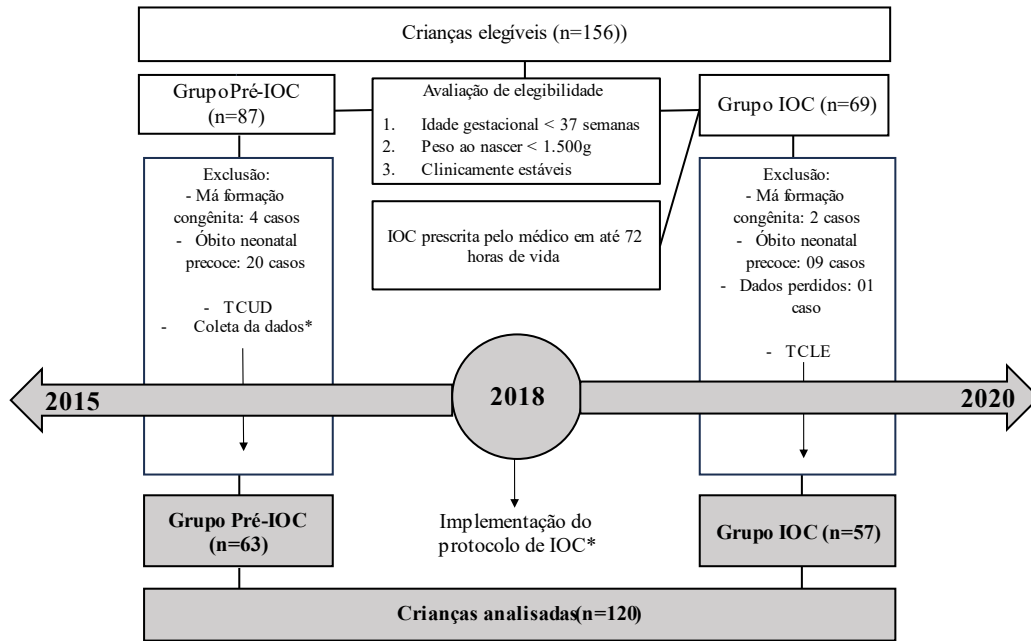 Crianças elegíveis (n=156))
Grupo Pré-IOC
(n=87)
Avaliação de elegibilidade
1. Idade gestacional < 37 semanas
2. Peso ao nascer < 1.500g
3. Clinicamente estáveis
Grupo IOC (n=69)
Exclusão:
- Má formação
congênita: 4 casos
- Óbito neonatal
precoce: 20 casos
- TCUD
- Coleta da dados*
IOC prescrita pelo médico em até 72
horas de vida
Exclusão:
- Má formação
congênita: 2 casos
- Óbito neonatal
precoce: 09 casos
- Dados perdidos: 01
caso
- TCLE
2015
2018
2020
Grupo Pré-IOC
(n=63)
Implementação do
protocolo de IOC*
Grupo IOC (n=57)
Crianças analisadas(n=120)